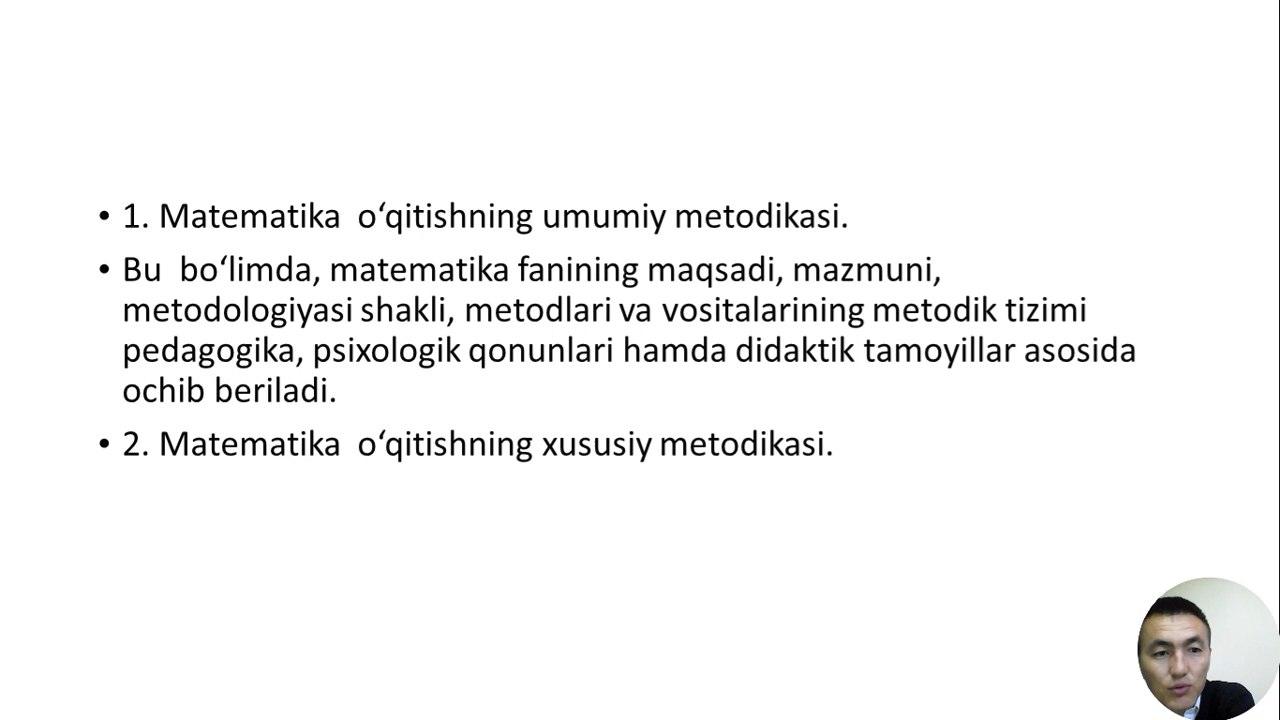 • 1. Matematika  o‘qitishning umumiy metodikasi.
• Bu  bo‘limda, matematika fanining maqsadi, mazmuni,
metodologiyasi shakli, metodlari va vositalarining metodik tizimi
pedagogika, psixologik qonunlari hamda didaktik tamoyillar asosida
ochib beriladi.
• 2. Matematika  o‘qitishning xususiy metodikasi.